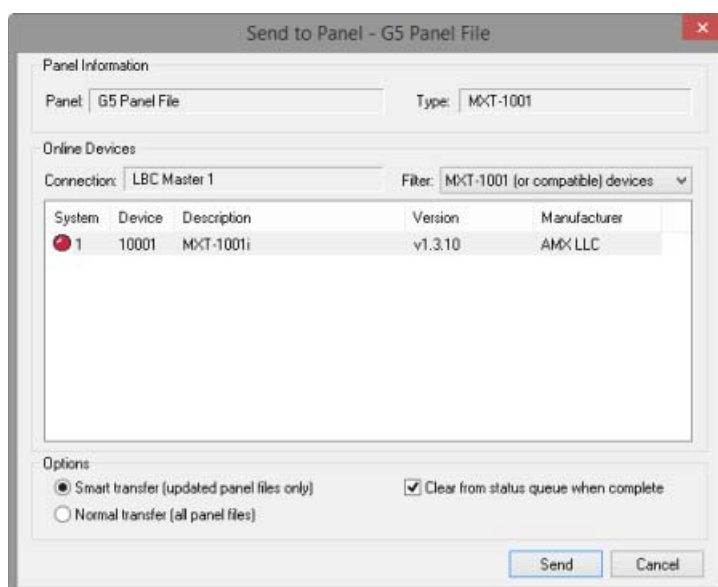 Send to Panel - G5 Panel File
Panel Information
Panel: G5 Panel File Type: MXT-1001
Online Devices
Connection: LBC Master 1 Filter: MXT-1001 (or compatible) devices
System Device Description Version Manufacturer
1 10001 MXT-1001i v1.3.10 AMX LLC
Options
Smart transfer (updated panel files only) Clear from status queue when complete
Normal transfer (all panel files)
Send Cancel